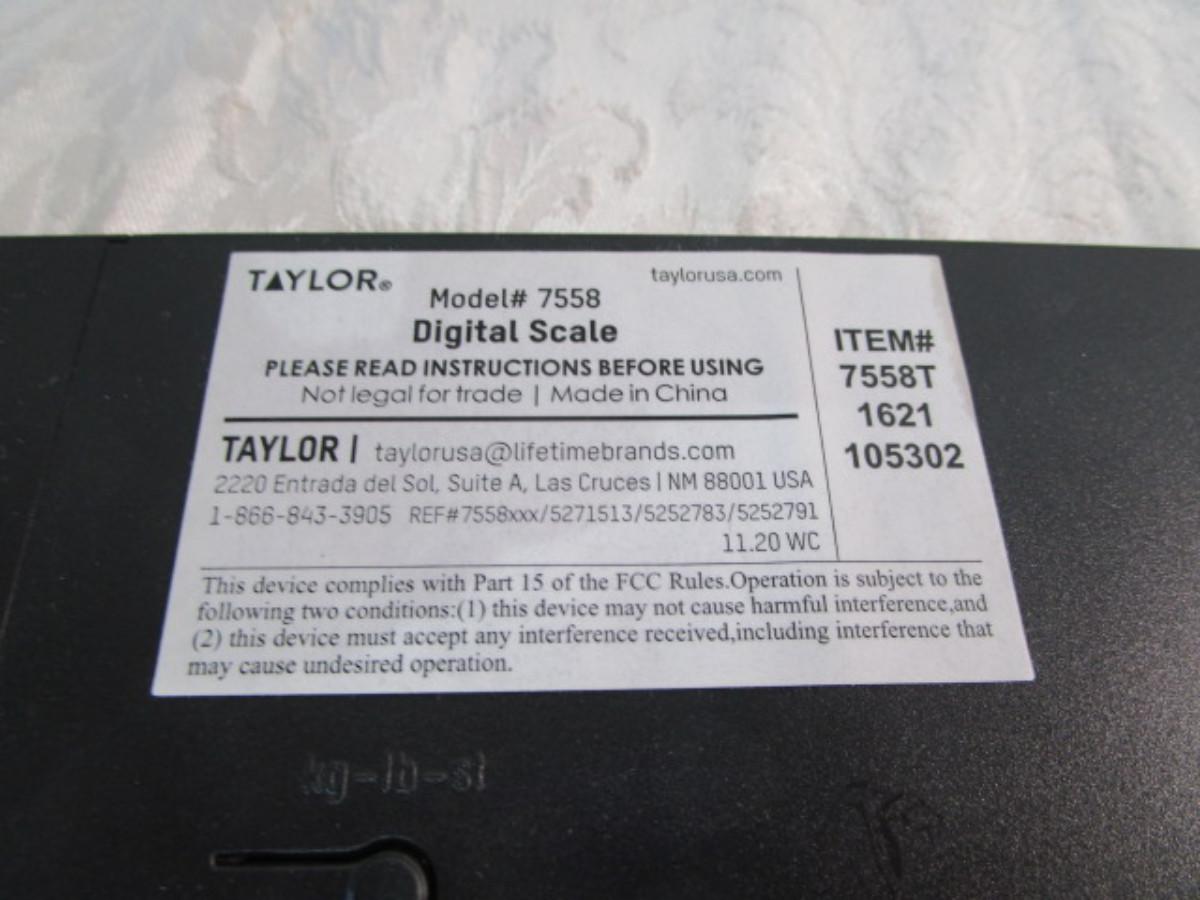 TAYLOR®
taylorusa.com
Model# 7558
Digital Scale
PLEASE READ INSTRUCTIONS BEFORE USING
Not legal for trade | Made in China
TAYLOR | taylorusa@lifetimebrands.com
2220 Entrada del Sol, Suite A, Las Cruces | NM 88001 USA
1-866-843-3905 REF#7558xxx/5271513/5252783/5252791
11.20 WC
ITEM#
7558T
1621
105302
This device complies with Part 15 of the FCC Rules.Operation is subject to the
following two conditions:(1) this device may not cause harmful interference,and
(2) this device must accept any interference received,including interference that
may cause undesired operation.
kg-lb-st